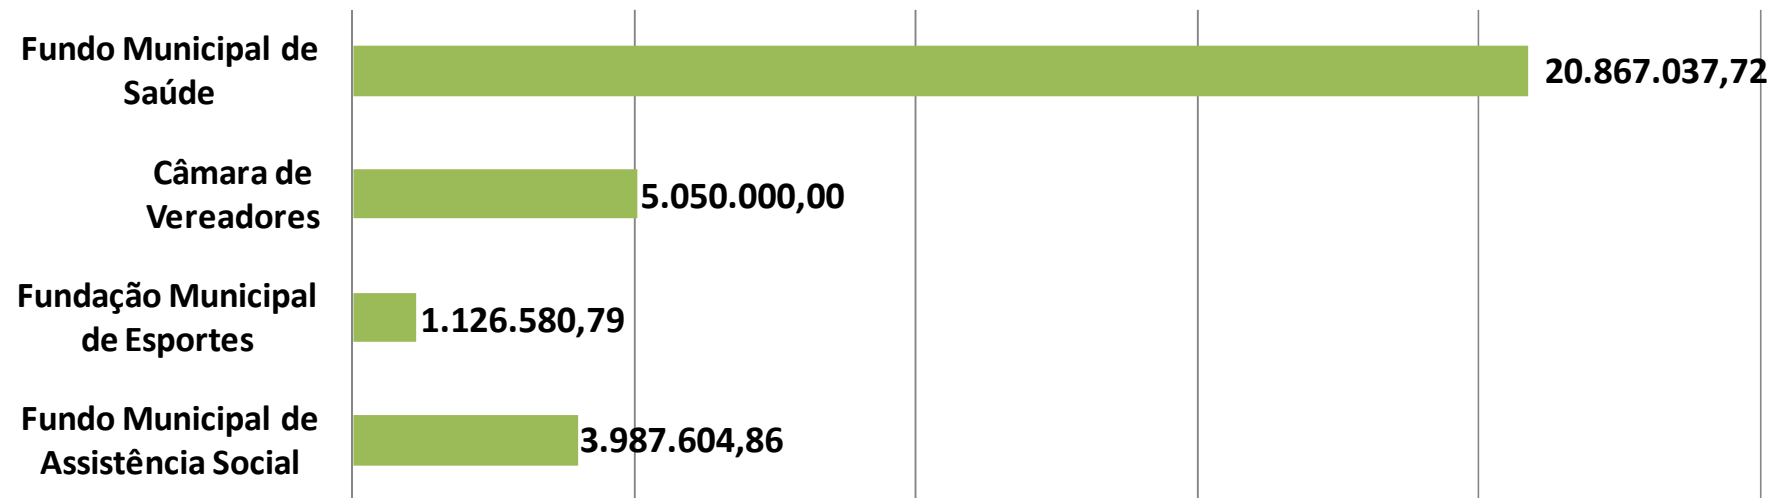 Fundo Municipal de
Saúde
20.867.037,72
Câmara de
Vereadores
5.050.000,00
Fundação Municipal
de Esportes
1.126.580,79
Fundo Municipal de
Assistência Social
3.987.604,86